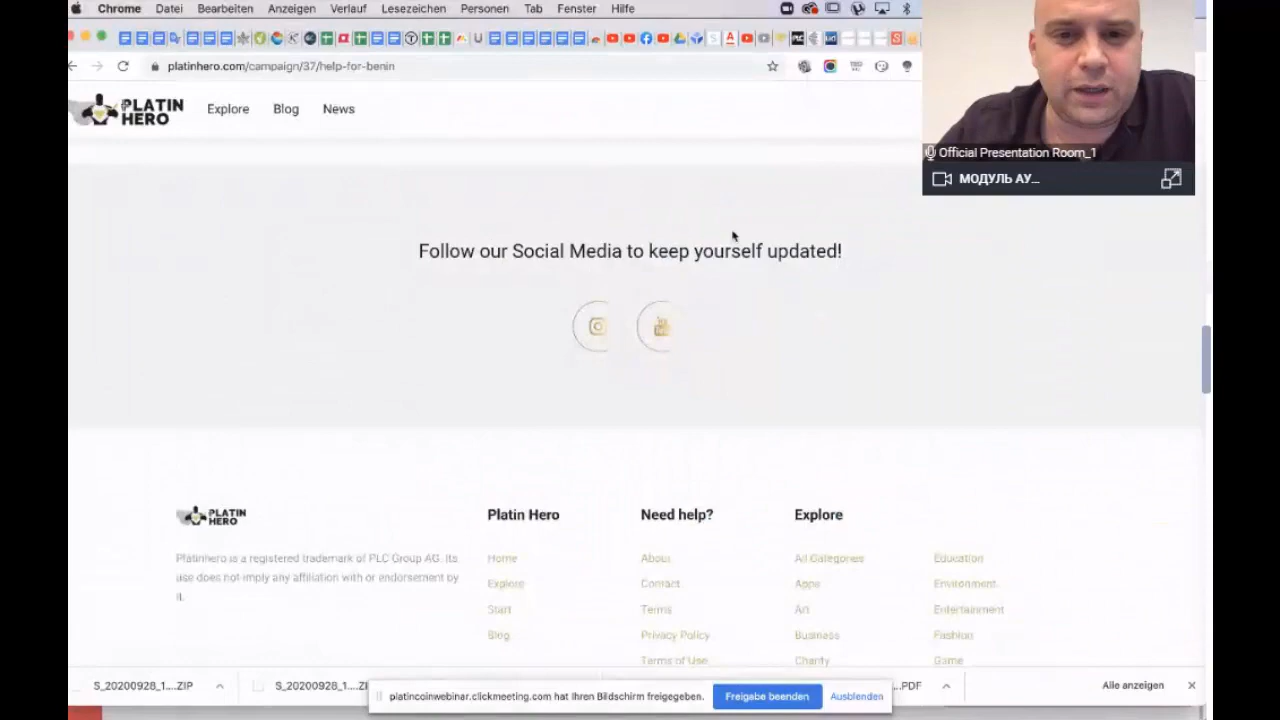 Chrome Datei Bearbeiten Anzeigen Verlauf Lesezeichen Personen Tab Fenster Hilfe
platinhero.com/campaign/37/help-for-benin
PLATIN HERO
Explore Blog News
Official Presentation Room_1
МОДУЛЬ АУ...
Follow our Social Media to keep yourself updated!
PLATIN HERO
Platin Hero
Need help?
Explore
Platinhero is a registered trademark of PLC Group AG. Its
use does not imply any affiliation with or endorsement by
it.
Home
Explore
Start
Blog
About
Contact
Terms
Privacy Policy
Terms of Use
All Categories
Apps
Art
Business
Charity
Education
Environment
Entertainment
Fashion
Game
S_20200928_1....ZIP
S_20200928_1....ZI
platincoinwebinar.clickmeeting.com hat Ihren Bildschirm freigegeben.
Freigabe beenden
Ausblenden
...PDF
Alle anzeigen